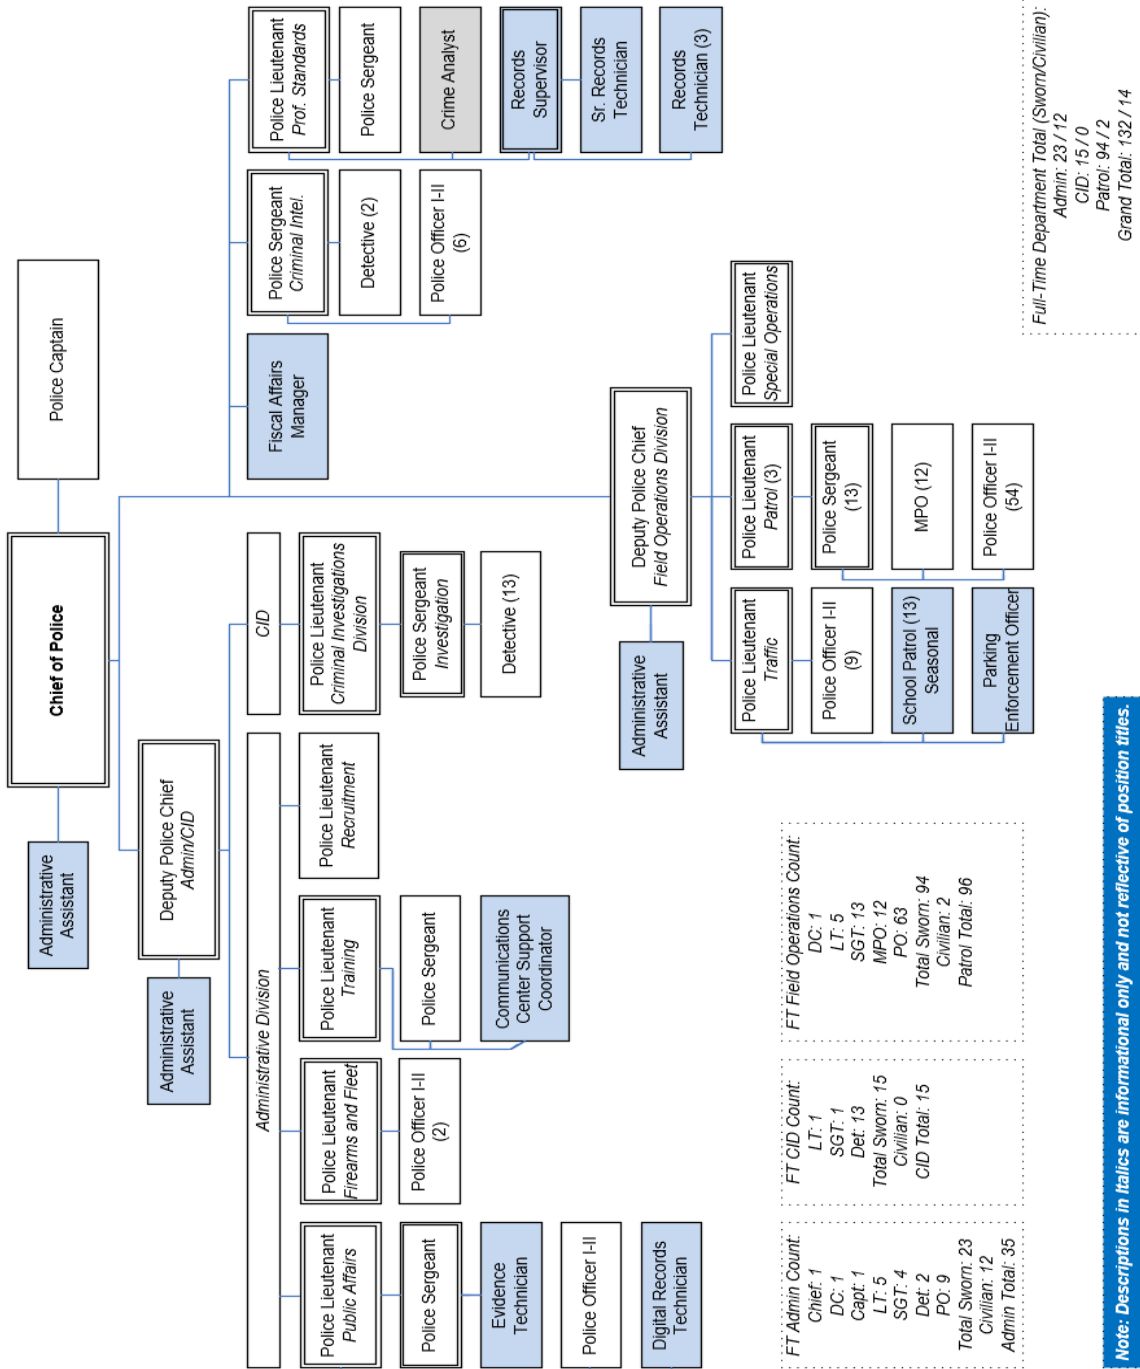 Chief of Police
Police Captain
Administrative
Assistant
Deputy Police Chief
Admin/CID
Administrative
Assistant
Administrative Division
Police Lieutenant
Public Affairs
Police Sergeant
Evidence
Technician
Police Officer I-II
Digital Records
Technician
Police Lieutenant
Firearms and Fleet
Police Officer I-II
(2)
Police Lieutenant
Training
Police Sergeant
Communications
Center Support
Coordinator
Police Lieutenant
Recruitment
CID
Police Lieutenant
Criminal Investigations
Division
Police Sergeant
Investigation
Detective (13)
Fiscal Affairs
Manager
Police Sergeant
Criminal Intel.
Detective (2)
Police Officer I-II
(6)
Police Lieutenant
Prof. Standards
Police Sergeant
Crime Analyst
Records
Supervisor
Sr. Records
Technician
Records
Technician (3)
Deputy Police Chief
Field Operations Division
Administrative
Assistant
Police Lieutenant
Traffic
Police Officer I-II
(9)
School Patrol (13)
Seasonal
Parking
Enforcement Officer
Police Lieutenant
Patrol (3)
Police Sergeant
(13)
MPO (12)
Police Officer I-II
(54)
Police Lieutenant
Special Operations
FT Admin Count:
Chief: 1
DC: 1
Capt: 1
LT: 5
SGT: 4
Det: 2
PO: 9
Total Sworn: 23
Civilian: 12
Admin Total: 35
FT CID Count:
LT: 1
SGT: 1
Det: 13
Total Sworn: 15
Civilian: 0
CID Total: 15
FT Field Operations Count:
DC: 1
LT: 5
SGT: 13
MPO: 12
PO: 63
Total Sworn: 94
Civilian: 2
Patrol Total: 96
Full-Time Department Total (Sworn/Civilian):
Admin: 23 / 12
CID: 15 / 0
Patrol: 94 / 2
Grand Total: 132 / 14
Note: Descriptions in italics are informational only and not reflective of position titles.